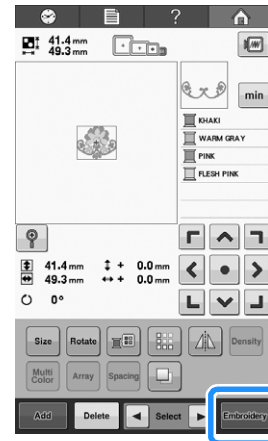 ?
41.4 mm
49.3 mm
min
KHAKI
WARM GRAY
PINK
FLESH PINK
41.4 mm + 0.0 mm
49.3 mm + 0.0 mm
0°
Size Rotate Density
Multi Color Array Spacing
Add Delete Select Embroidery